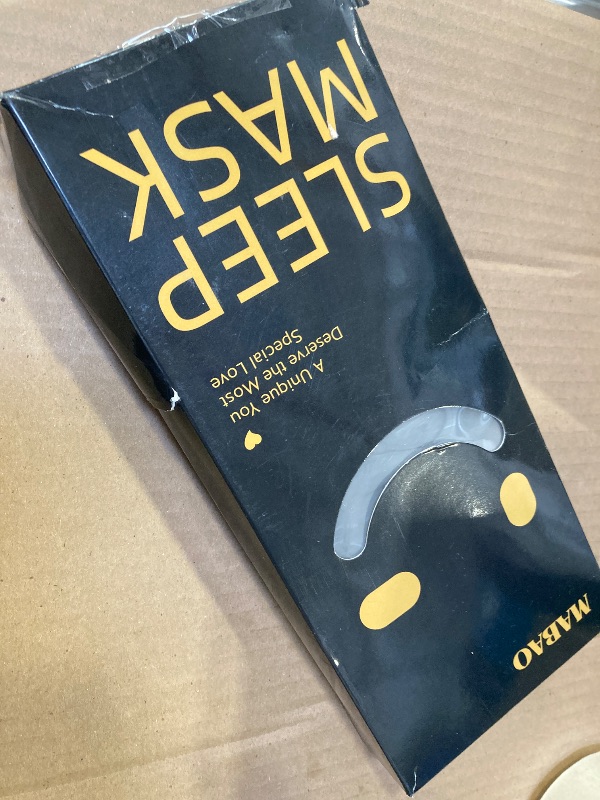 MABAO
A Unique You
Deserve the Most
Special Love
SLEEP
MASK